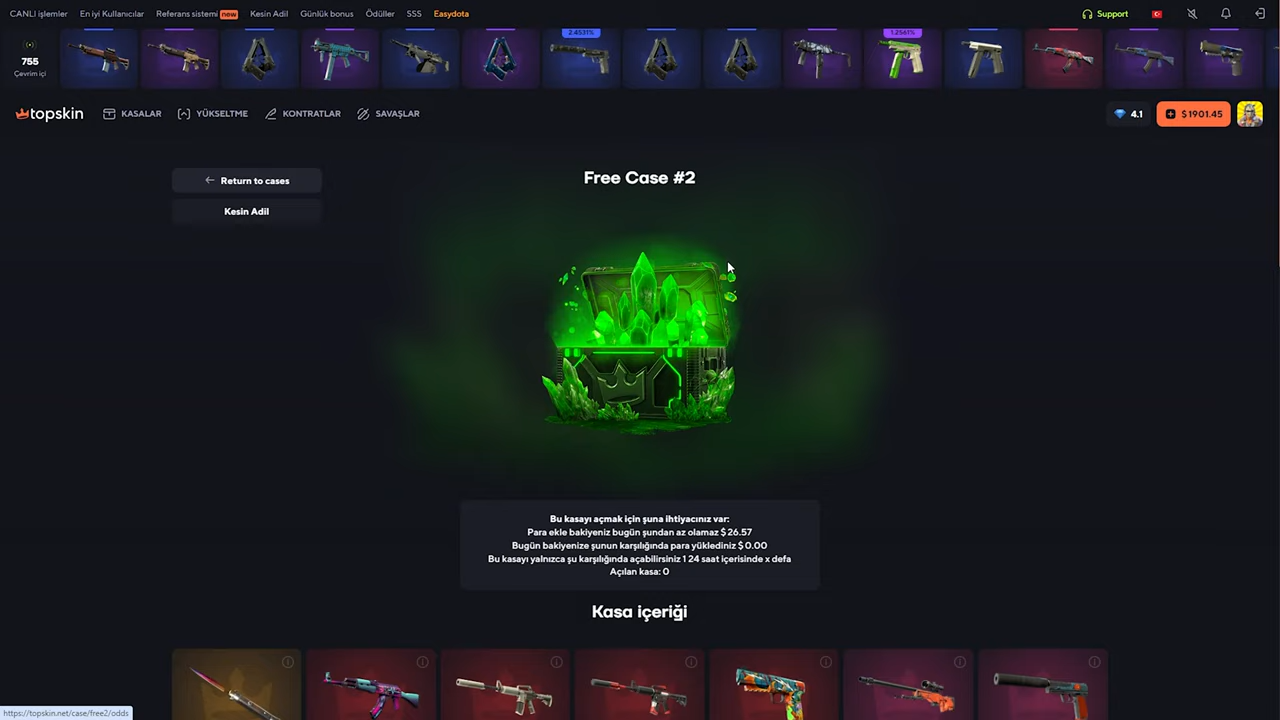 CANLI işlemler En iyi Kullanıcılar Referans sistemi new Kesin Adil Günlük bonus Ödüller SSS Easydota Support
755
Çevrim içi
2.4531%
1.2561%
topskin KASALAR YÜKSELTME KONTRATLAR SAVAŞLAR 4.1 $ 1901.45
← Return to cases
Kesin Adil
Free Case #2
Bu kasayı açmak için şuna ihtiyacınız var:
Para ekle bakiyeniz bugün şundan az olamaz $ 26.57
Bugün bakiyenize şunun karşılığında para yüklediniz $ 0.00
Bu kasayı yalnızca şu karşılığında açabilirsiniz 1 24 saat içerisinde x defa
Açılan kasa: 0
Kasa içeriği
https://topskin.net/case/free2/odds